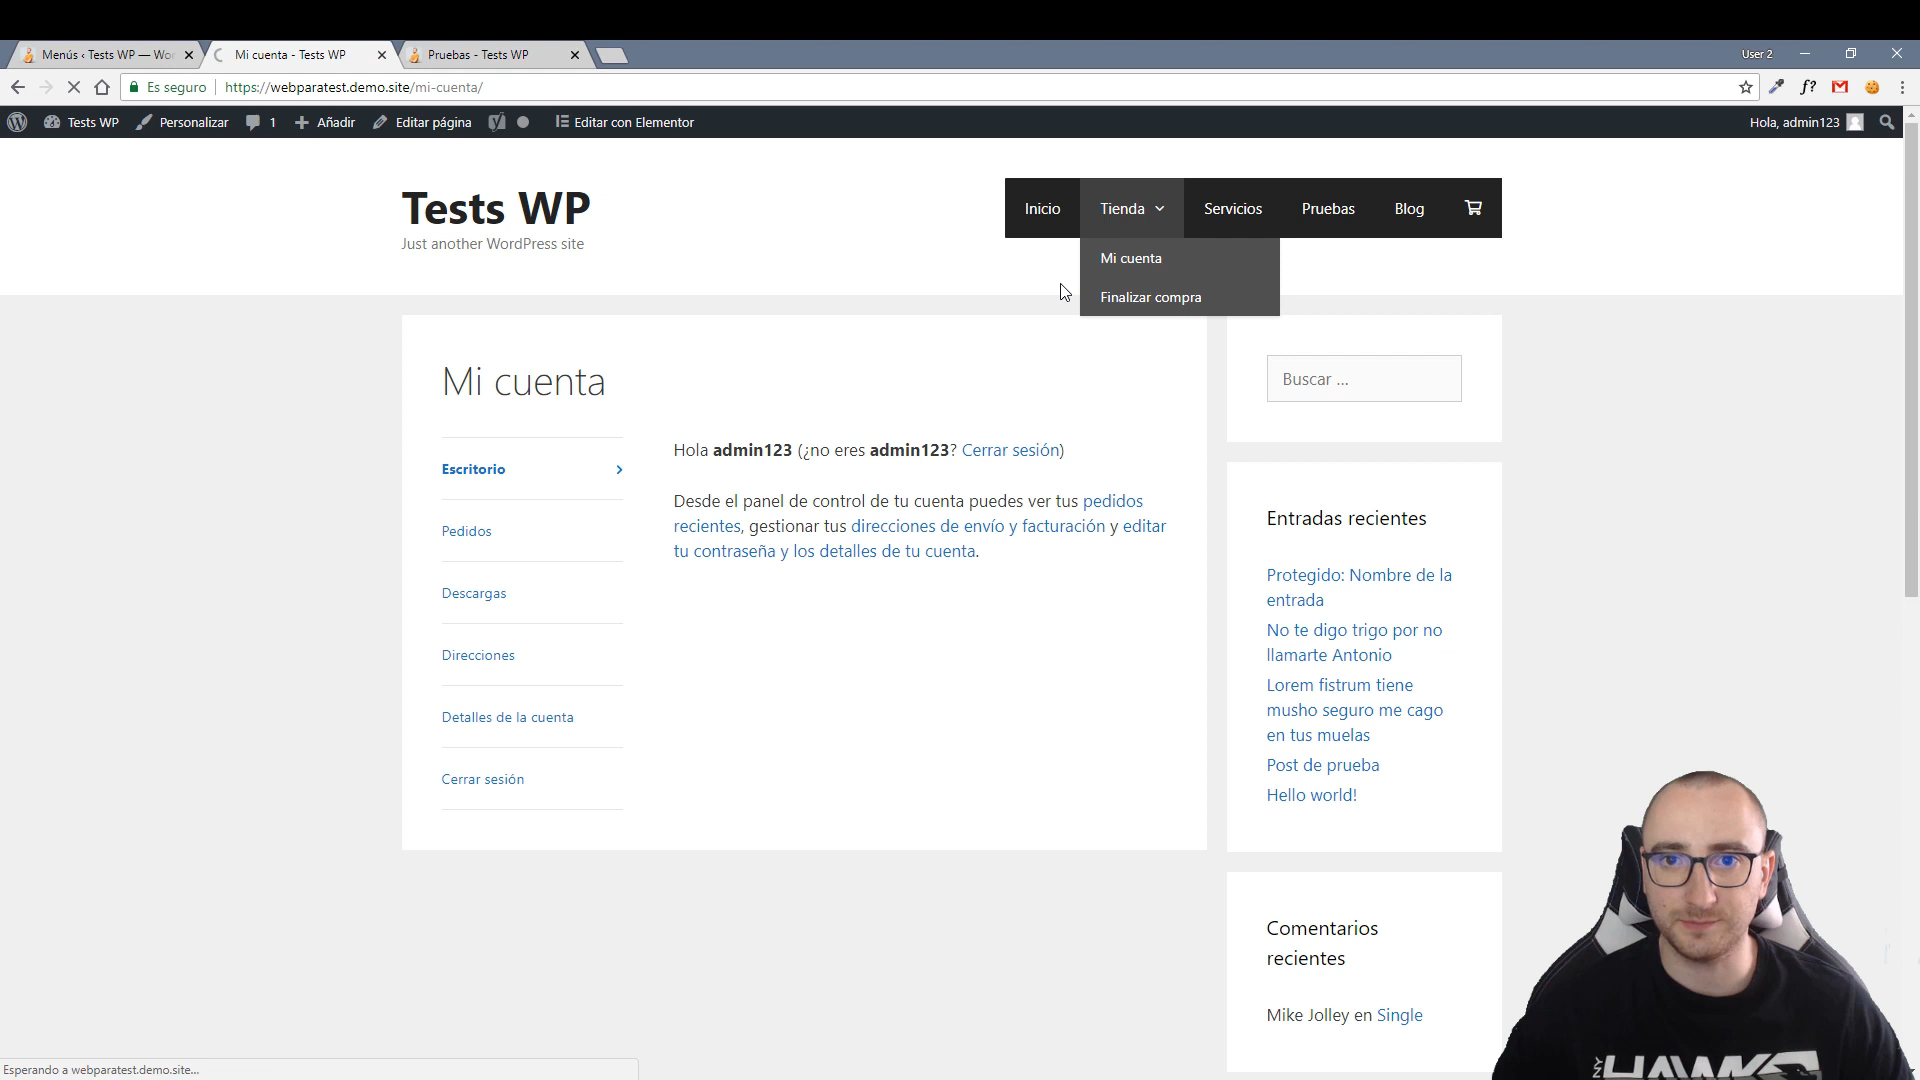 Menús ‹ Tests WP — Wor
Mi cuenta - Tests WP
Pruebas - Tests WP
User 2
Es seguro
https://webparatest.demo.site/mi-cuenta/
f?
Tests WP
Personalizar
1
Añadir
Editar página
Editar con Elementor
Hola, admin123
Tests WP
Just another WordPress site
Inicio
Tienda
Servicios
Pruebas
Blog
Mi cuenta
Finalizar compra
Mi cuenta
Escritorio
Pedidos
Descargas
Direcciones
Detalles de la cuenta
Cerrar sesión
Hola admin123 (¿no eres admin123? Cerrar sesión)
Desde el panel de control de tu cuenta puedes ver tus pedidos
recientes, gestionar tus direcciones de envío y facturación y editar
tu contraseña y los detalles de tu cuenta.
Buscar ...
Entradas recientes
Protegido: Nombre de la
entrada
No te digo trigo por no
llamarte Antonio
Lorem fistrum tiene
musho seguro me cago
en tus muelas
Post de prueba
Hello world!
Comentarios
recientes
Mike Jolley en Single
NY HAWKS
Esperando a webparatest.demo.site...